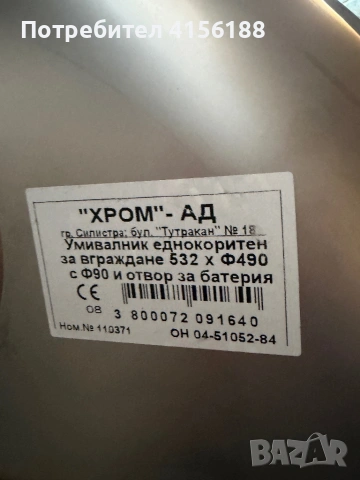 Потребител 4156188
"ХРОМ"- АД
гр. Силистра; бул. "Тутракан" № 18
Умивалник еднокоритен
за вграждане 532 х Ф490
с Ф90 и отвор за батерия
CE
08
3 800072 091640
Ном.№ 110371 ОН 04-51052-84
BAZAR